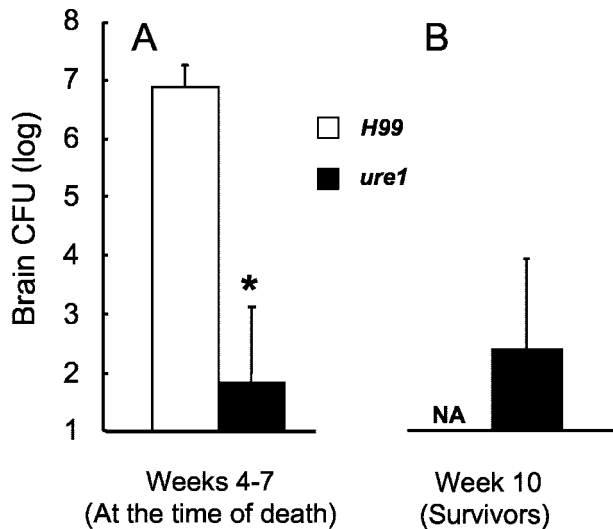 A
B
Brain CFU (log)
8
7
6
5
4
3
2
1
H99
ure1
*
NA
Weeks 4-7
(At the time of death)
Week 10
(Survivors)